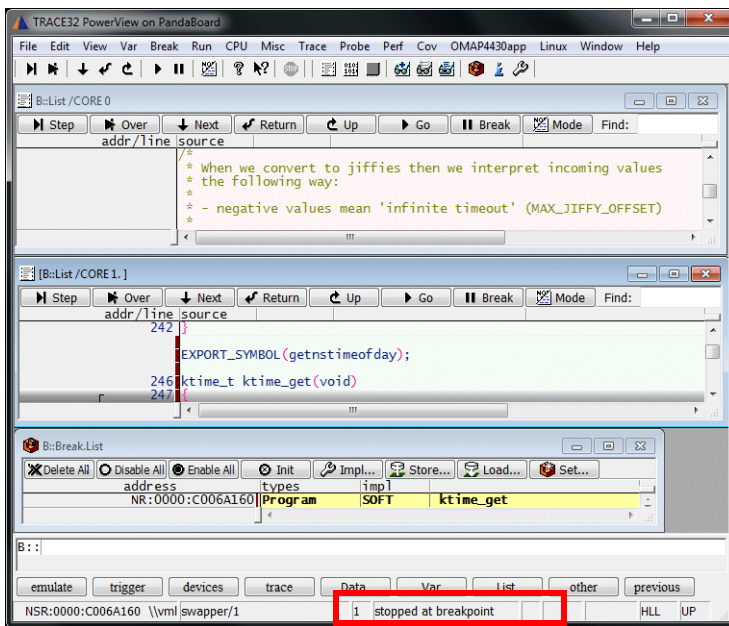 TRACE32 PowerView on PandaBoard
File Edit View Var Break Run CPU Misc Trace Probe Perf Cov OMAP4430app Linux Window Help
B::List /CORE 0
Step Over Next Return Up Go Break Mode Find:
addr/line source
/*
* When we convert to jiffies then we interpret incoming values
* the following way:
*
* - negative values mean 'infinite timeout' (MAX_JIFFY_OFFSET)
*
[B::List /CORE 1. ]
Step Over Next Return Up Go Break Mode Find:
addr/line source
242 }
EXPORT_SYMBOL(getnstimeofday);
246 ktime_t ktime_get(void)
247 {
B::Break.List
Delete All Disable All Enable All Init Impl... Store... Load... Set...
address types impl
NR:0000:C006A160 Program SOFT ktime_get
B::
emulate trigger devices trace Data Var List other previous
NSR:0000:C006A160 \\vml swapper/1 1 stopped at breakpoint HLL UP